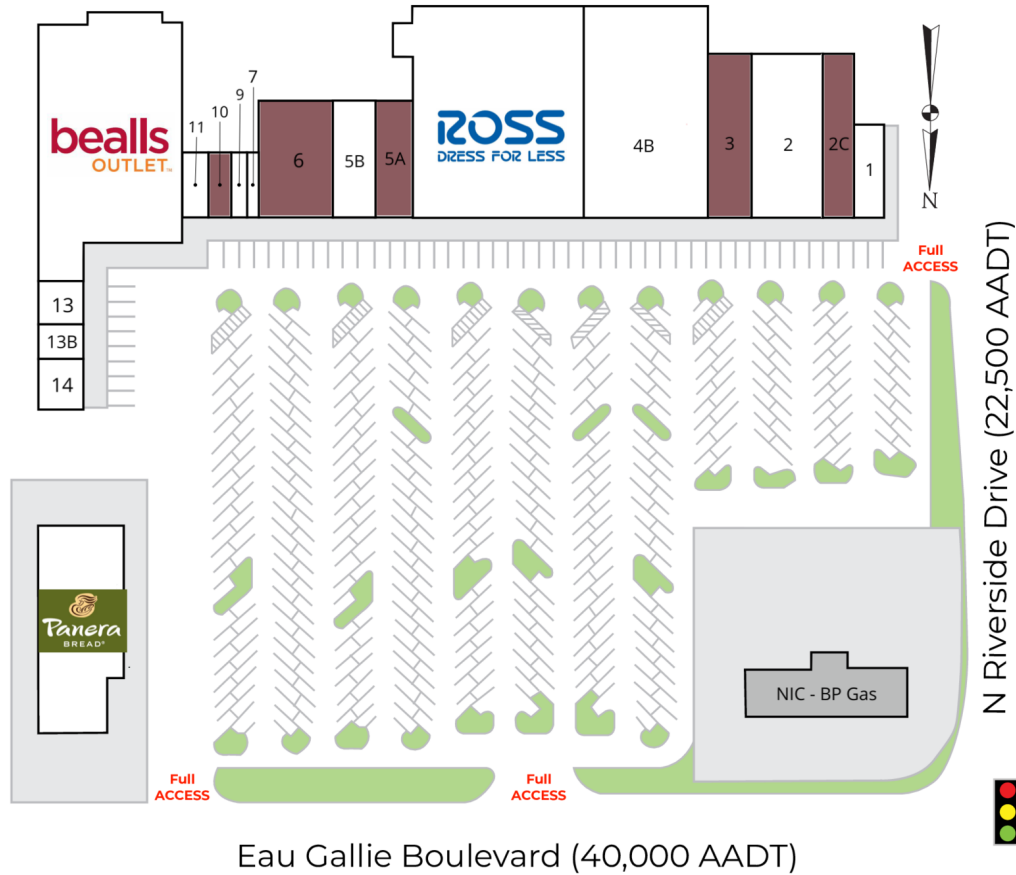 bealls
OUTLET
11
10
9
7
6
5B
5A
ROSS
DRESS FOR LESS
4B
3
2
2C
1
N
Full
ACCESS
13
13B
14
N Riverside Drive (22,500 AADT)
Panera
BREAD®
NIC - BP Gas
Full
ACCESS
Full
ACCESS
Eau Gallie Boulevard (40,000 AADT)